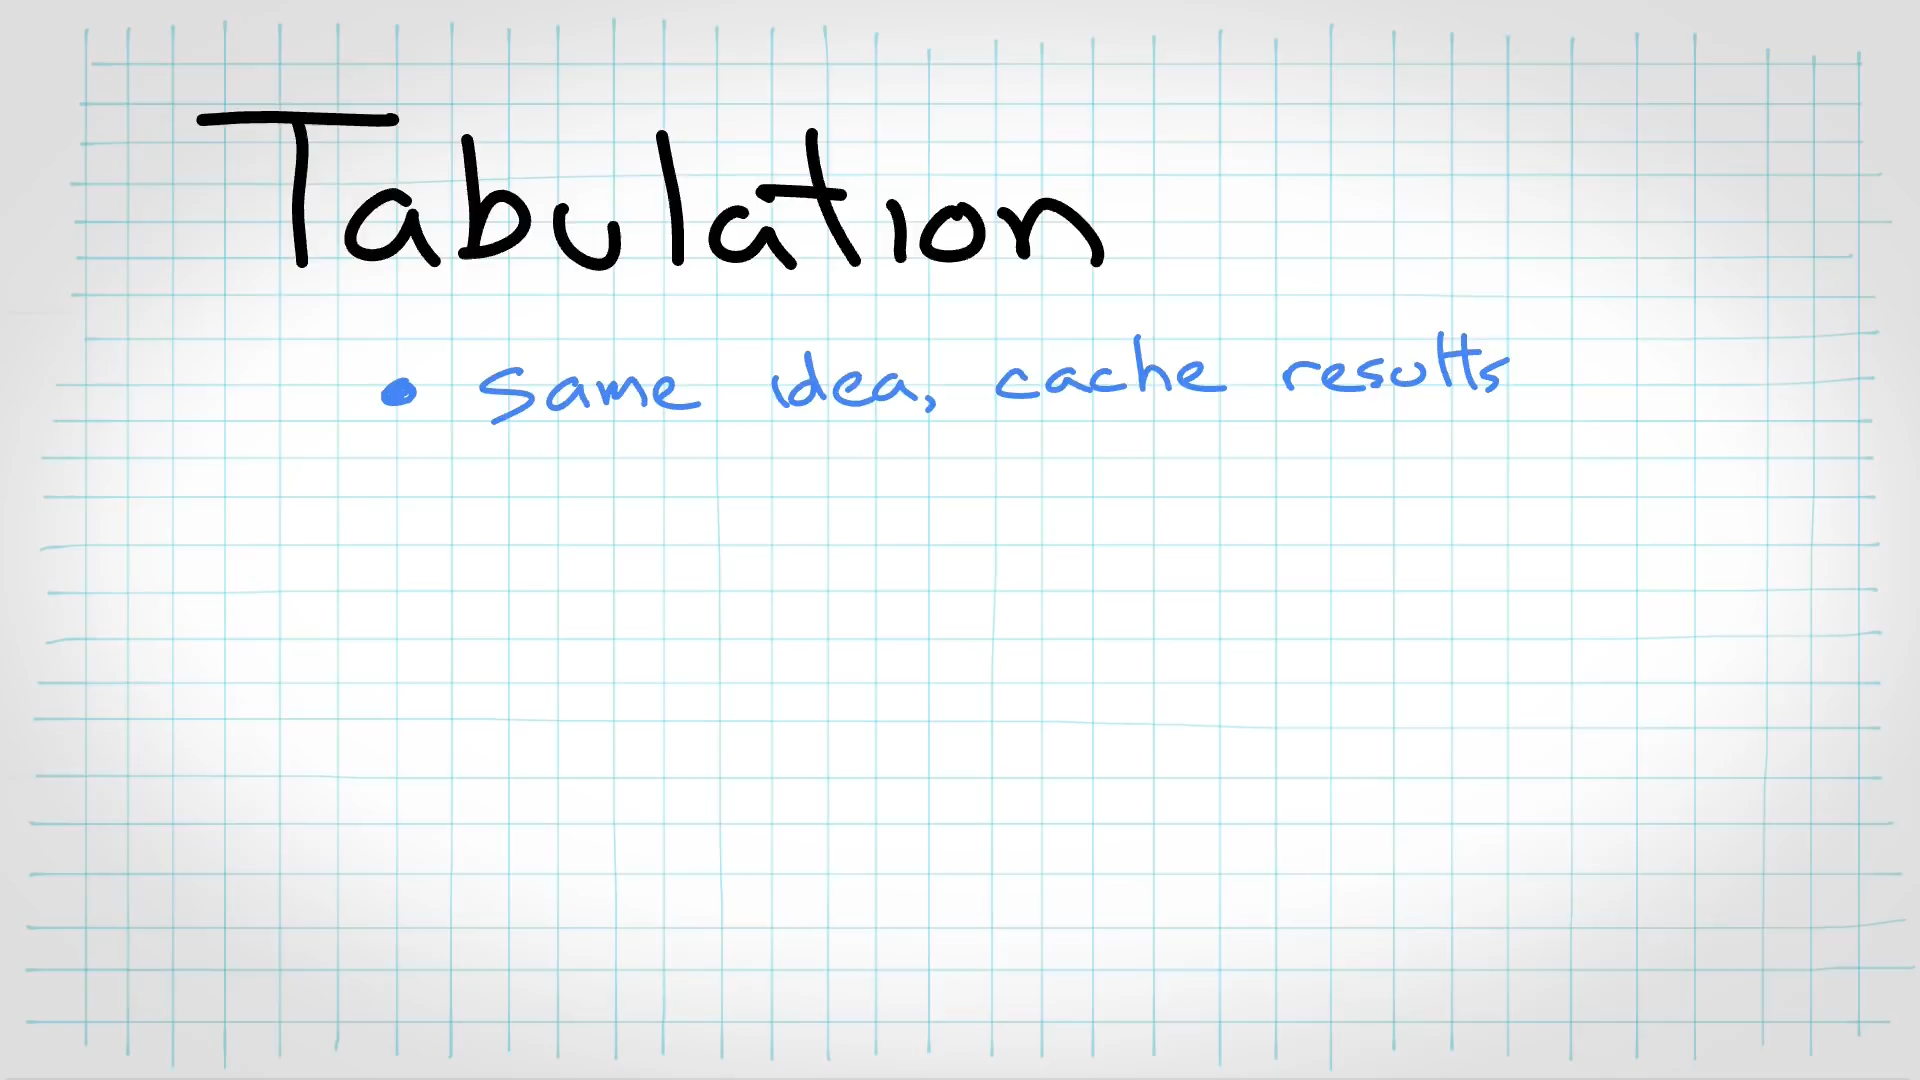 Tabulation
• same idea, cache results